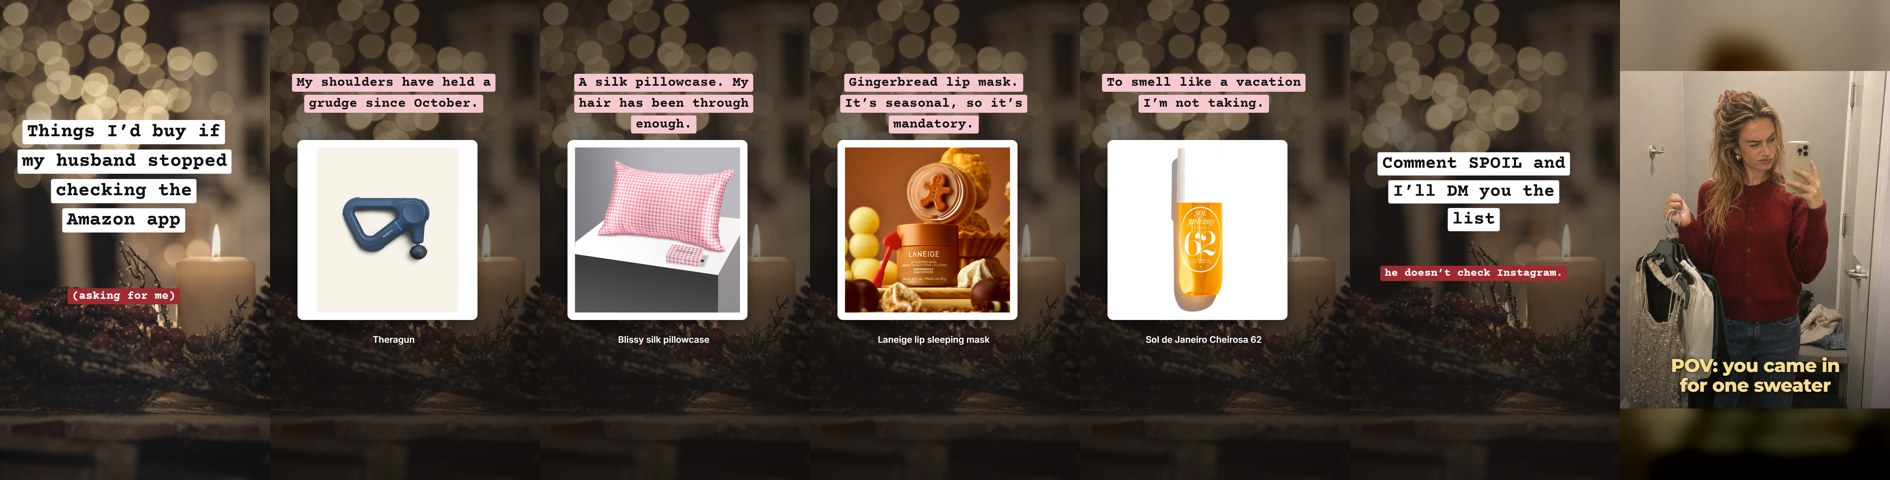 Things I'd buy if
my husband stopped
checking the
Amazon app
(asking for me)
My shoulders have held a
grudge since October.
Theragun
A silk pillowcase. My
hair has been through
enough.
Blissy silk pillowcase
Gingerbread lip mask.
It's seasonal, so it's
mandatory.
LANEIGE
Laneige lip sleeping mask
To smell like a vacation
I'm not taking.
62
Sol de Janeiro Cheirosa 62
Comment SPOIL and
I'll DM you the
list
he doesn't check Instagram.
POV: you came in
for one sweater